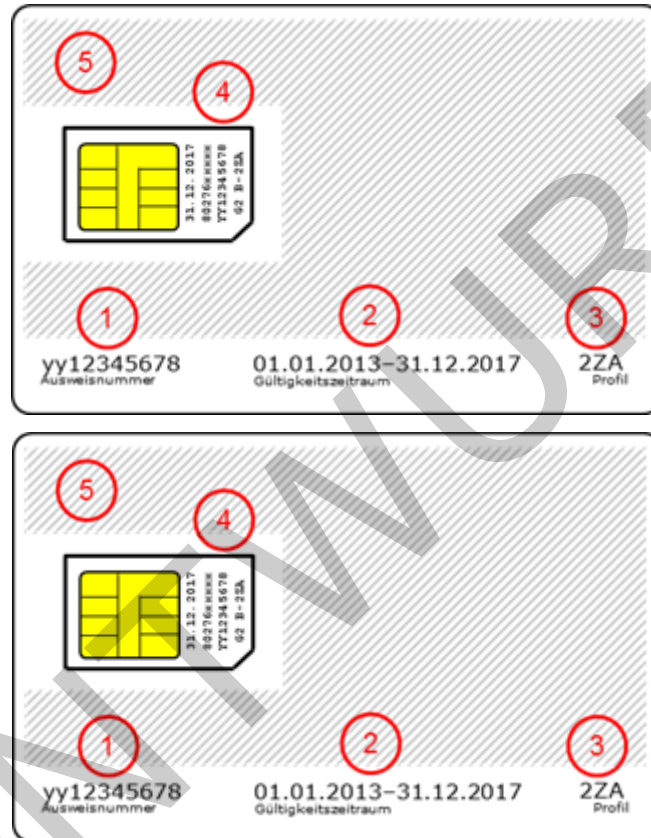 5
4
31.12.2017
80276xxxxx
YY12345678
G2 B-2ZA
1
2
3
yy12345678
01.01.2013–31.12.2017
2ZA
Ausweisnummer
Gültigkeitszeitraum
Profil
5
4
31.12.2017
80276xxxxx
YY12345678
G2 B-2ZA
1
2
3
yy12345678
01.01.2013–31.12.2017
2ZA
Ausweisnummer
Gültigkeitszeitraum
Profil